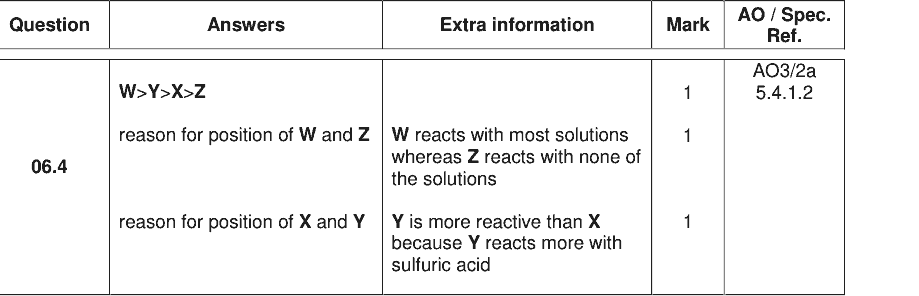 Question Answers Extra information Mark AO / Spec.
Ref.
AO3/2a
W>Y>X>Z 1 5.4.1.2
reason for position of W and Z W reacts with most solutions 1
whereas Z reacts with none of
06.4
the solutions
reason for position of X and Y Y is more reactive than X 1
because Y reacts more with
sulfuric acid